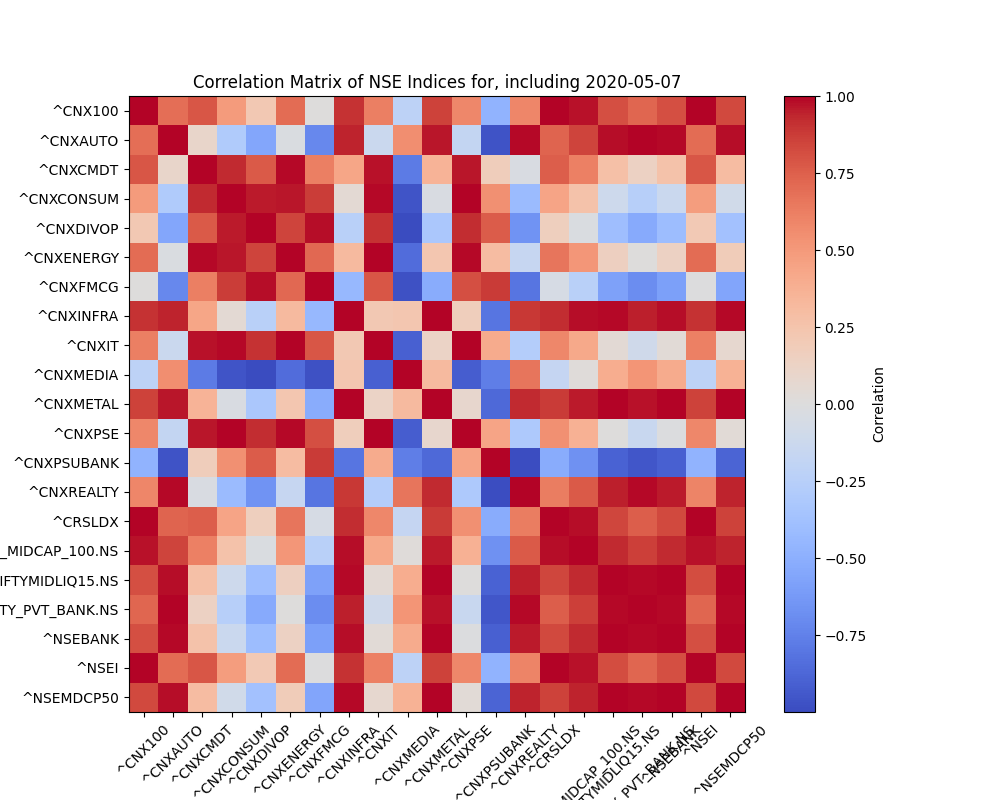 Correlation Matrix of NSE Indices for, including 2020-05-07
^CNX100
^CNXAUTO
^CNXCMDT
^CNXCONSUM
^CNXDIVOP
^CNXENERGY
^CNXFMCG
^CNXINFRA
^CNXIT
^CNXMEDIA
^CNXMETAL
^CNXPSE
^CNXPSUBANK
^CNXREALTY
^CRSLDX
_MIDCAP_100.NS
IFTYMIDLIQ15.NS
TY_PVT_BANK.NS
^NSEBANK
^NSEI
^NSEMDCP50
^CNX100
^CNXAUTO
^CNXCMDT
^CNXCONSUM
^CNXDIVOP
^CNXENERGY
^CNXFMCG
^CNXINFRA
^CNXIT
^CNXMEDIA
^CNXMETAL
^CNXPSE
^CNXPSUBANK
^CNXREALTY
^CRSLDX
MIDCAP_100.NS
TYMIDLIQ15.NS
PVT_BANK.NS
^NSEBANK
^NSEI
^NSEMDCP50
1.00
0.75
0.50
0.25
0.00
−0.25
−0.50
−0.75
Correlation